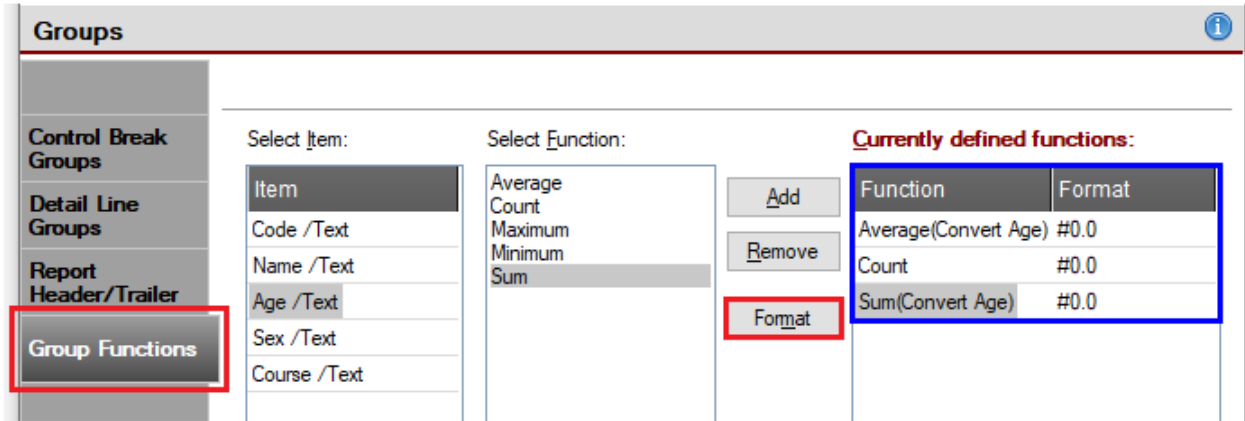 Groups
Control Break
Groups
Detail Line
Groups
Report
Header/Trailer
Group Functions
Select Item:
Item
Code /Text
Name /Text
Age /Text
Sex /Text
Course /Text
Select Function:
Average
Count
Maximum
Minimum
Sum
Add
Remove
Format
Currently defined functions:
Function Format
Average(Convert Age) #0.0
Count #0.0
Sum(Convert Age) #0.0